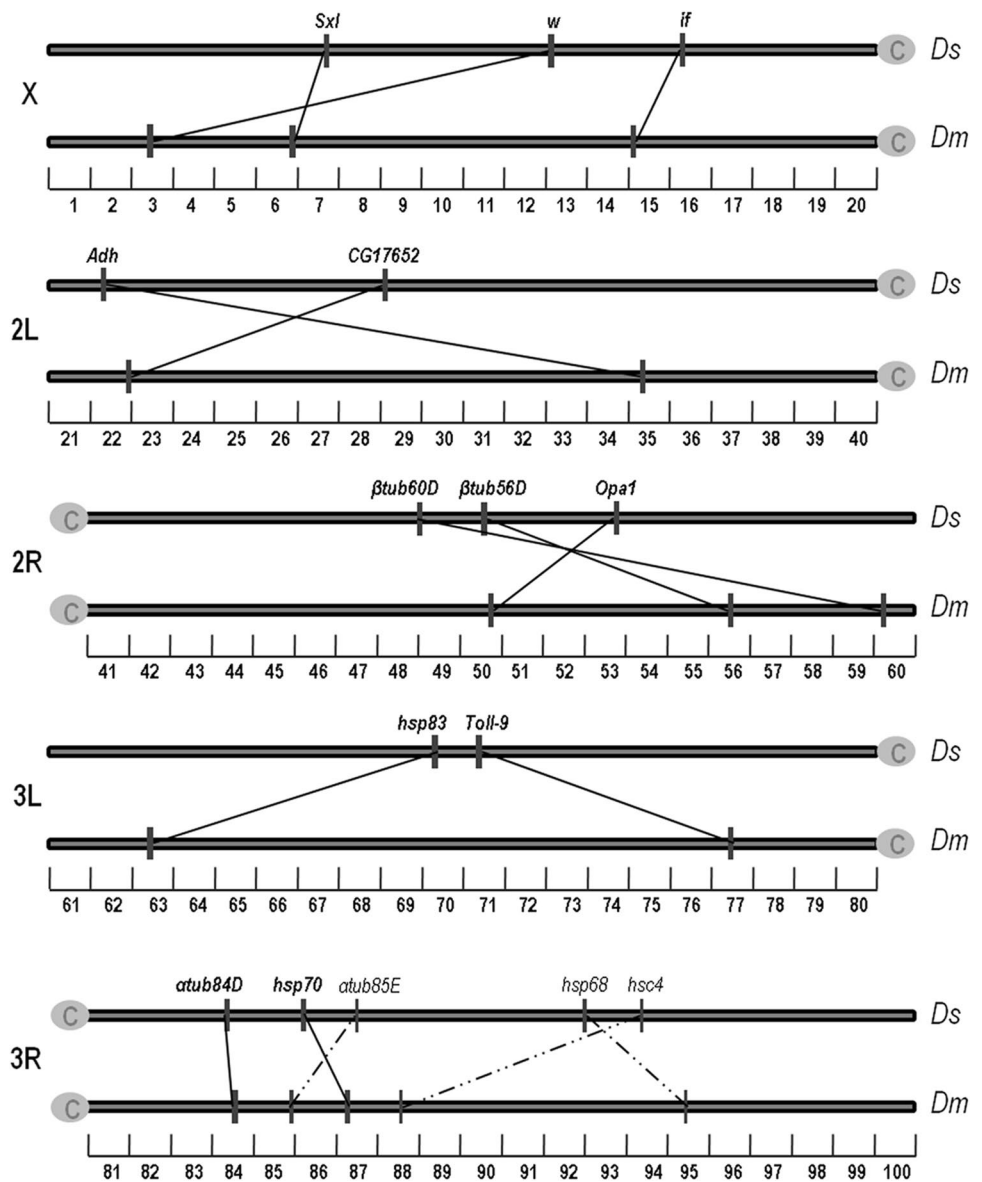 Sxl w if
C Ds
X
C Dm
1 2 3 4 5 6 7 8 9 10 11 12 13 14 15 16 17 18 19 20
Adh CG17652
C Ds
2L
C Dm
21 22 23 24 25 26 27 28 29 30 31 32 33 34 35 36 37 38 39 40
βtub60D βtub56D Opa1
C Ds
2R
C Dm
41 42 43 44 45 46 47 48 49 50 51 52 53 54 55 56 57 58 59 60
hsp83 Toll-9
C Ds
3L
C Dm
61 62 63 64 65 66 67 68 69 70 71 72 73 74 75 76 77 78 79 80
αtub84D hsp70 αtub85E hsp68 hsc4
C Ds
3R
C Dm
81 82 83 84 85 86 87 88 90 91 92 93 94 95 96 97 98 99 100